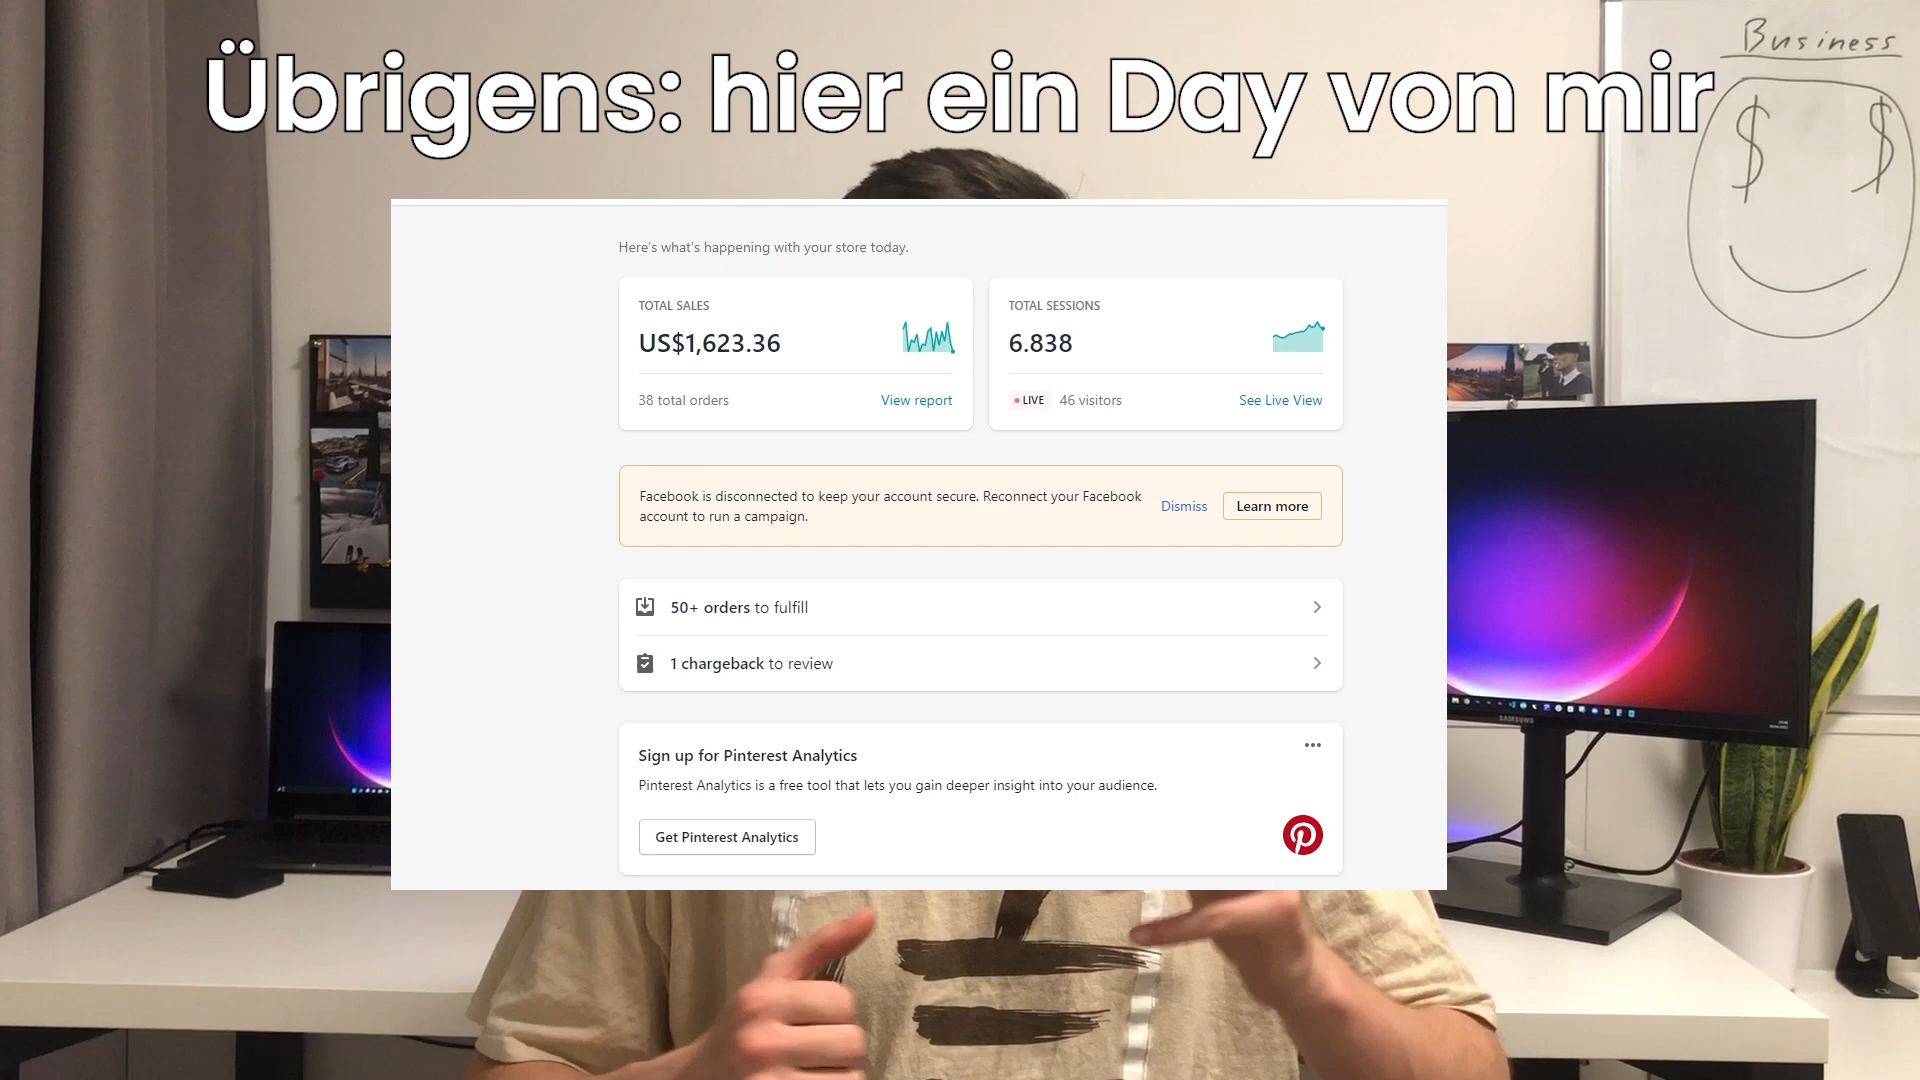 Übrigens: hier ein Day von mir
Business
$ $
Here's what's happening with your store today.
TOTAL SALES
US$1,623.36
38 total orders
View report
TOTAL SESSIONS
6.838
LIVE
46 visitors
See Live View
Facebook is disconnected to keep your account secure. Reconnect your Facebook
account to run a campaign.
Dismiss
Learn more
50+ orders to fulfill
1 chargeback to review
Sign up for Pinterest Analytics
Pinterest Analytics is a free tool that lets you gain deeper insight into your audience.
Get Pinterest Analytics
SAMSUNG